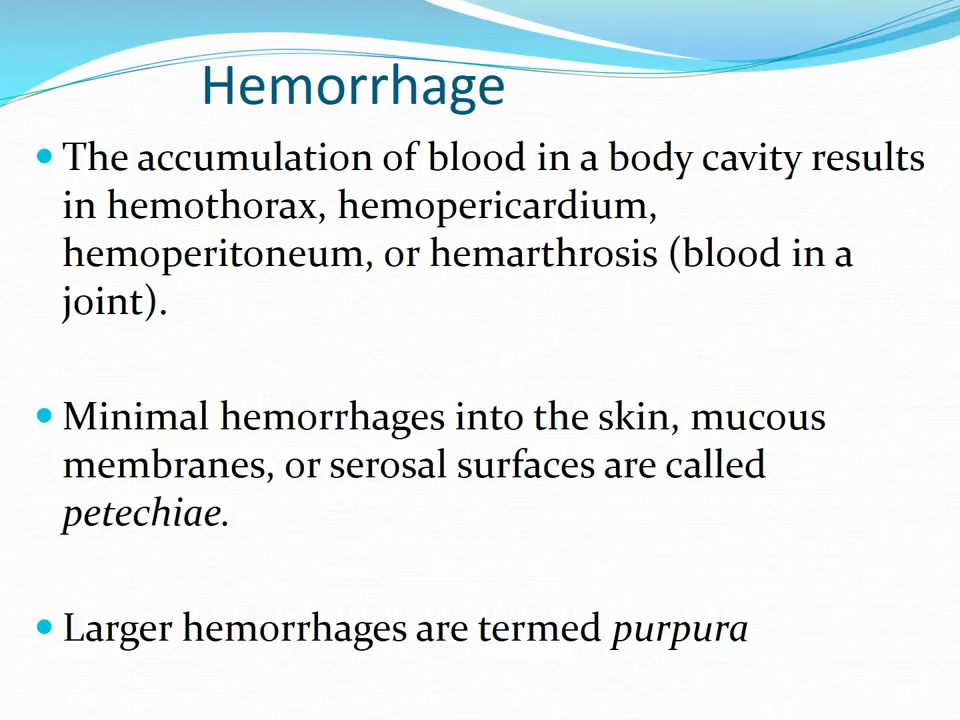 Hemorrhage
• The accumulation of blood in a body cavity results
in hemothorax, hemopericardium,
hemoperitoneum, or hemarthrosis (blood in a
joint).
• Minimal hemorrhages into the skin, mucous
membranes, or serosal surfaces are called
petechiae.
• Larger hemorrhages are termed purpura